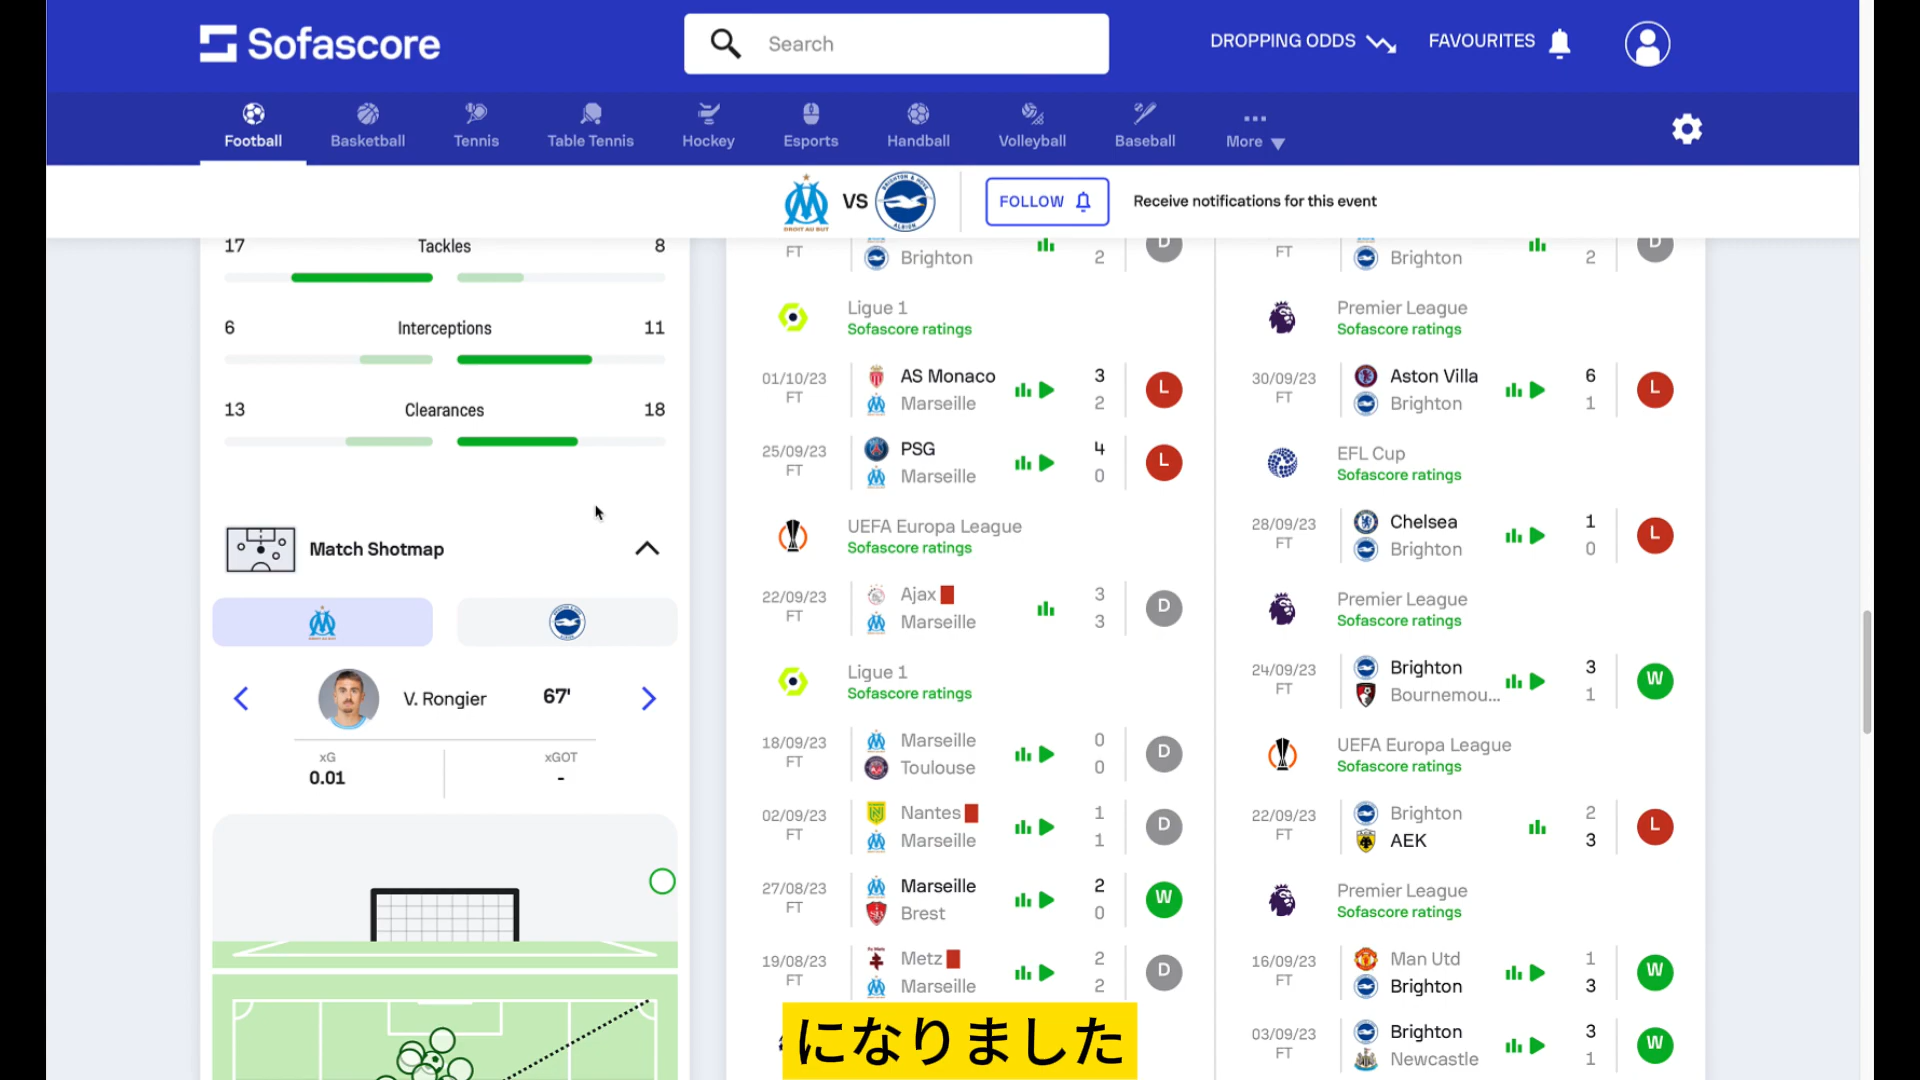 Sofascore
Search
DROPPING ODDS
FAVOURITES
Football
Basketball
Tennis
Table Tennis
Hockey
Esports
Handball
Volleyball
Baseball
More
VS
FOLLOW
Receive notifications for this event
17 Tackles 8
6 Interceptions 11
13 Clearances 18
Match Shotmap
V. Rongier 67'
xG xGOT
0.01 -
FT Brighton 2 D
Ligue 1
Sofascore ratings
01/10/23 AS Monaco 3 L
FT Marseille 2
25/09/23 PSG 4 L
FT Marseille 0
UEFA Europa League
Sofascore ratings
22/09/23 Ajax 3 D
FT Marseille 3
Ligue 1
Sofascore ratings
18/09/23 Marseille 0 D
FT Toulouse 0
02/09/23 Nantes 1 D
FT Marseille 1
27/08/23 Marseille 2 W
FT Brest 0
19/08/23 Metz 2 D
FT Marseille 2
FT Brighton 2 D
Premier League
Sofascore ratings
30/09/23 Aston Villa 6 L
FT Brighton 1
EFL Cup
Sofascore ratings
28/09/23 Chelsea 1 L
FT Brighton 0
Premier League
Sofascore ratings
24/09/23 Brighton 3 W
FT Bournemou... 1
UEFA Europa League
Sofascore ratings
22/09/23 Brighton 2 L
FT AEK 3
Premier League
Sofascore ratings
16/09/23 Man Utd 1 W
FT Brighton 3
03/09/23 Brighton 3 W
FT Newcastle 1
になりました